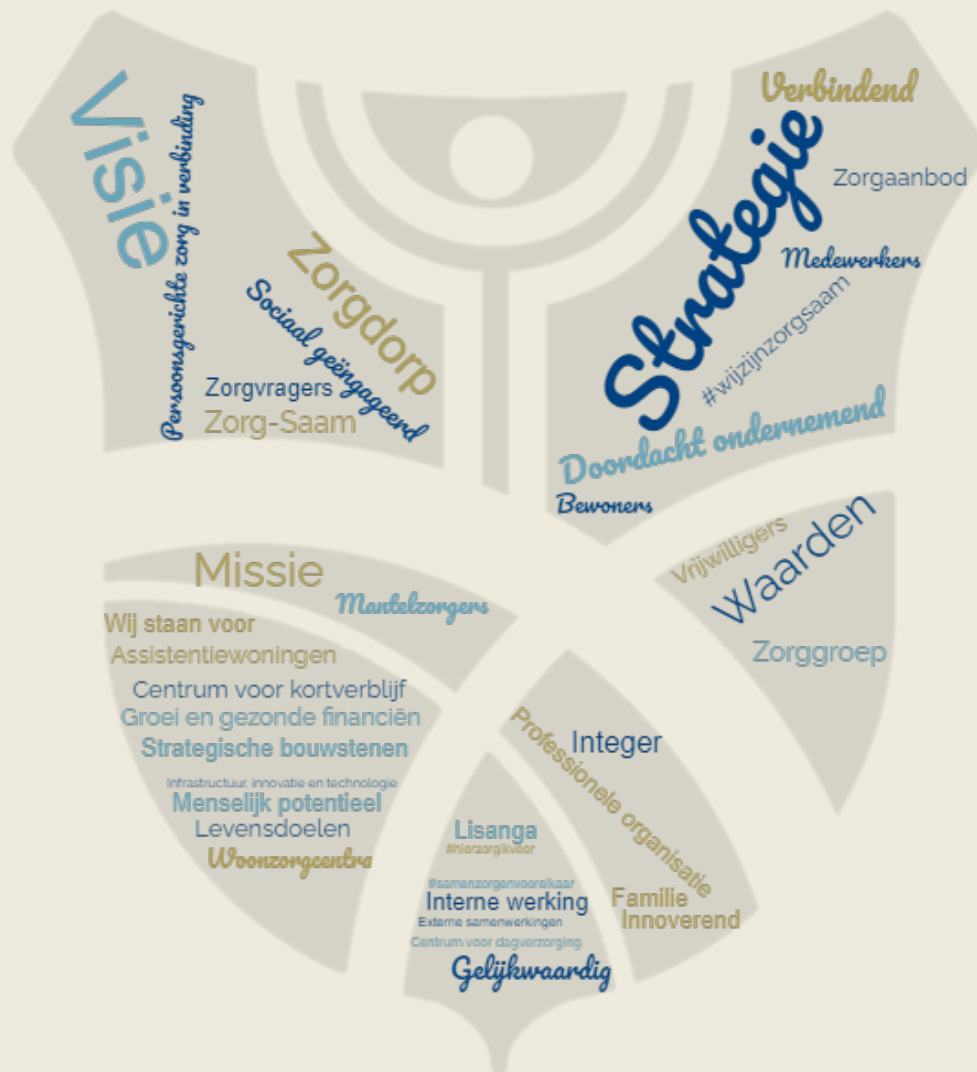 Visie
Persoonsgerichte zorg in verbinding
Zorgdorp
Sociaal geëngageerd
Zorgvragers
Zorg-Saam
Verbindend
Strategie
Zorgaanbod
Medewerkers
#wijzijnzorgsaam
Doordacht ondernemend
Bewoners
Vrijwilligers
Waarden
Zorggroep
Missie
Mantelzorgers
Wij staan voor
Assistentiewoningen
Centrum voor kortverblijf
Groei en gezonde financiën
Strategische bouwstenen
Infrastructuur, innovatie en technologie
Menselijk potentieel
Levensdoelen
Woonzorgcentra
Professionele organisatie
Integer
Familie
Innoverend
Lisanga
#hierzorgikvoor
#samenzorgenvoorelkaar
Interne werking
Externe samenwerkingen
Centrum voor dagverzorging
Gelijkwaardig